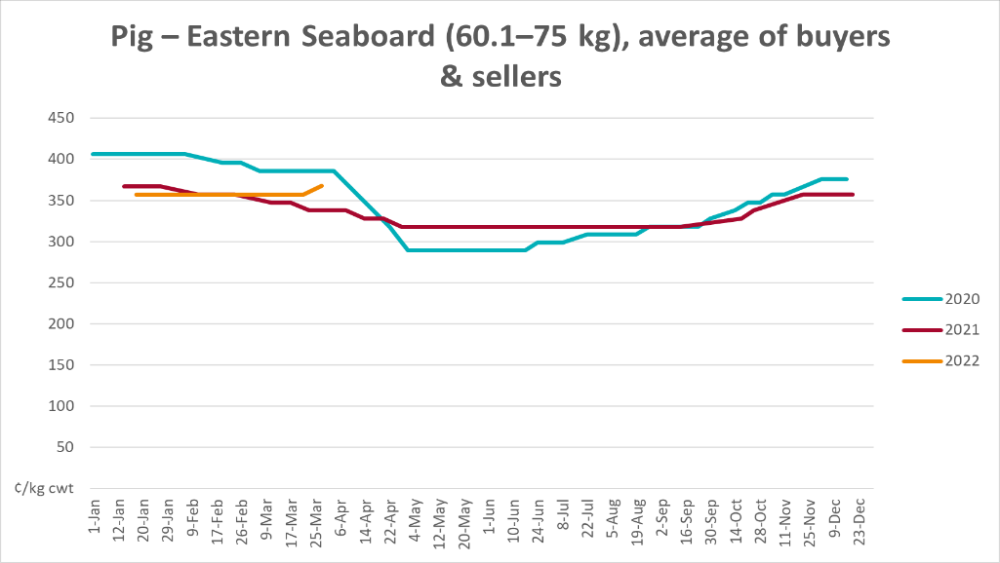 Pig – Eastern Seaboard (60.1–75 kg), average of buyers
& sellers
450
400
350
300
250
200
150
100
50
¢/kg cwt
1-Jan
12-Jan
20-Jan
29-Jan
9-Feb
17-Feb
26-Feb
9-Mar
17-Mar
25-Mar
6-Apr
14-Apr
22-Apr
4-May
12-May
20-May
1-Jun
10-Jun
24-Jun
8-Jul
22-Jul
5-Aug
19-Aug
2-Sep
16-Sep
30-Sep
14-Oct
28-Oct
11-Nov
25-Nov
9-Dec
23-Dec
2020
2021
2022